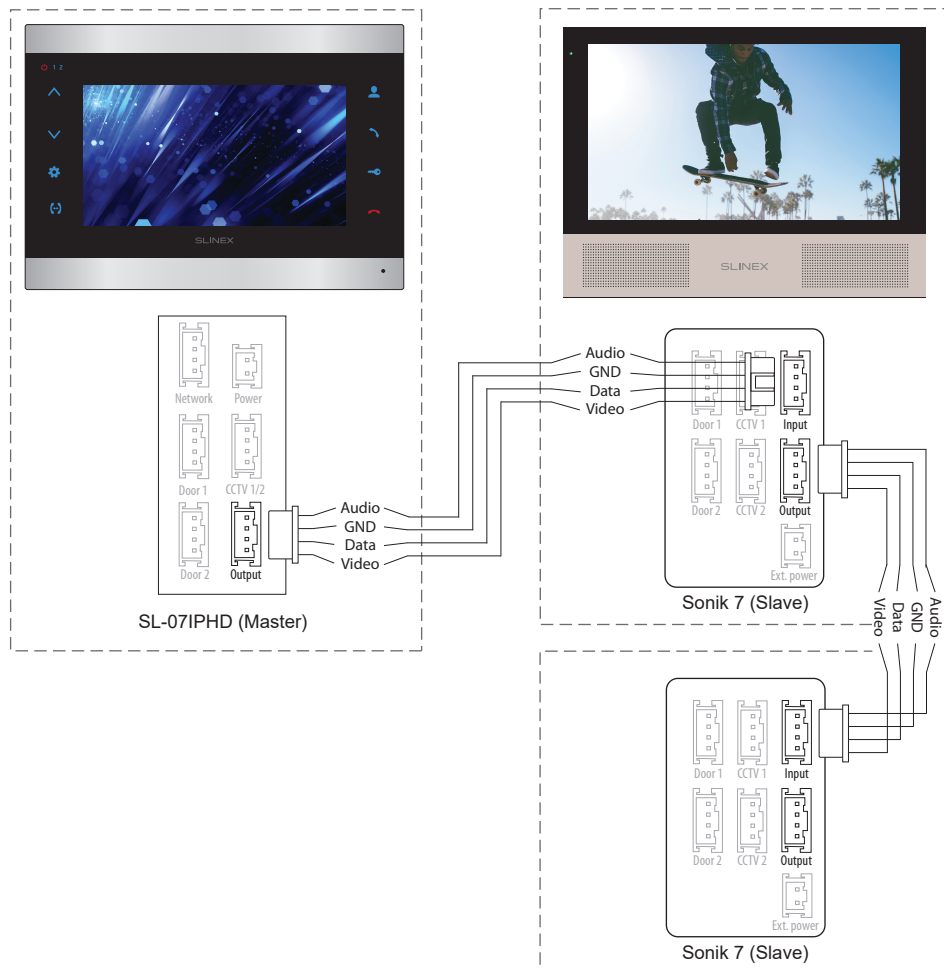 1 2
SLINEX
Network
Power
Door 1
CCTV 1/2
Door 2
Output
Audio
GND
Data
Video
SL-07IPHD (Master)
SLINEX
Audio
GND
Data
Video
Door 1
CCTV 1
Input
Door 2
CCTV 2
Output
Ext. power
Sonik 7 (Slave)
Video
Data
GND
Audio
Door 1
CCTV 1
Input
Door 2
CCTV 2
Output
Ext. power
Sonik 7 (Slave)